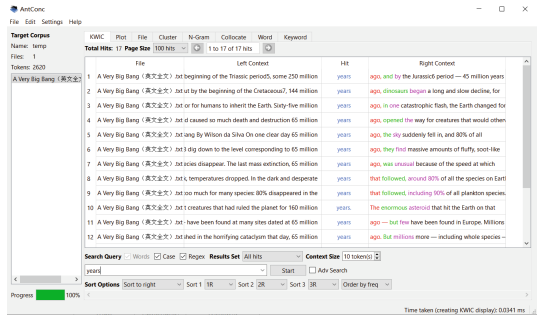 AntConc
File Edit Settings Help
Target Corpus
Name: temp
Files: 1
Tokens: 2620
A Very Big Bang（英文全文）
Progress 100%
KWIC Plot File Cluster N-Gram Collocate Word Keyword
Total Hits: 17 Page Size 100 hits 1 to 17 of 17 hits
File Left Context Hit Right Context
1 A Very Big Bang（英文全文）.txt beginning of the Triassic period5, some 250 million years ago, and by the Jurassic6 period — 45 million years
2 A Very Big Bang（英文全文）.txt ut by the beginning of the Cretaceous7, 144 million years ago, dinosaurs began a long and slow decline, for
3 A Very Big Bang（英文全文）.txt or for humans to inherit the Earth. Sixty-five million years ago, in one catastrophic flash, the Earth changed for
4 A Very Big Bang（英文全文）.txt d caused so much death and destruction 65 million years ago, opened the way for creatures that would other
5 A Very Big Bang（英文全文）.txt iang By Wilson da Silva On one clear day 65 million years ago, the sky suddenly fell in, and 80% of all
6 A Very Big Bang（英文全文）.txt 3 dig down to the level corresponding to 65 million years ago, they find massive amounts of fluffy, soot-like
7 A Very Big Bang（英文全文）.txt ecies disappear. The last mass extinction, 65 million years ago, was unusual because of the speed at which
8 A Very Big Bang（英文全文）.txt i, temperatures dropped. In the dark and desperate years that followed, around 80% of all the species on Eart
9 A Very Big Bang（英文全文）.txt oo much for many species: 80% disappeared in the years that followed, including 90% of all plankton species.
10 A Very Big Bang（英文全文）.txt t creatures that had ruled the planet for 160 million years. The enormous asteroid that hit the Earth on that
11 A Very Big Bang（英文全文）.txt - have been found at many sites dated at 65 million years ago — but few have been found in Europe. Millions
12 A Very Big Bang（英文全文）.txt shed in the horrifying cataclysm that day, 65 million years ago. But millions more — including whole species –
Search Query Words Case Regex Results Set All hits Context Size 10 token(s)
years Start Adv Search
Sort Options Sort to right Sort 1 1R Sort 2 2R Sort 3 3R Order by freq
Time taken (creating KWIC display): 0.0341 ms